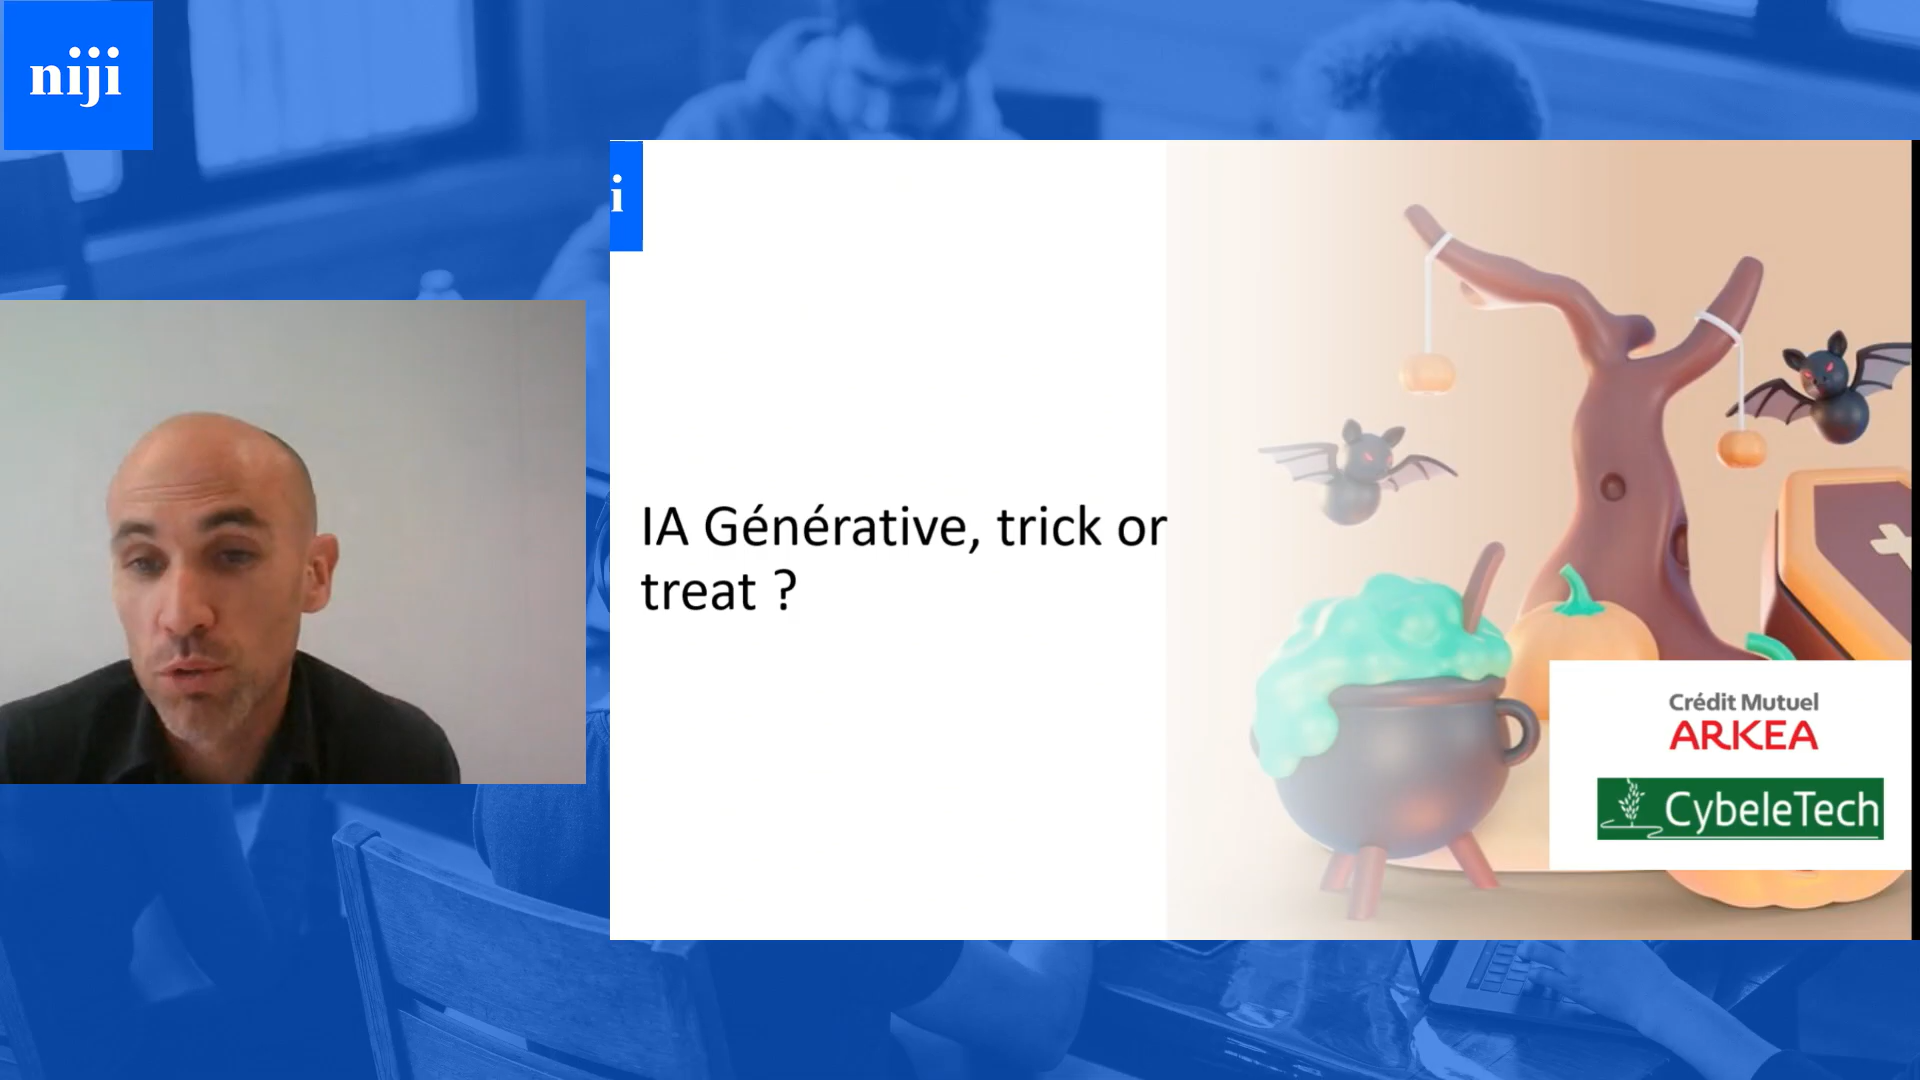 niji
i
IA Générative, trick or
treat ?
Crédit Mutuel
ARKEA
CybeleTech